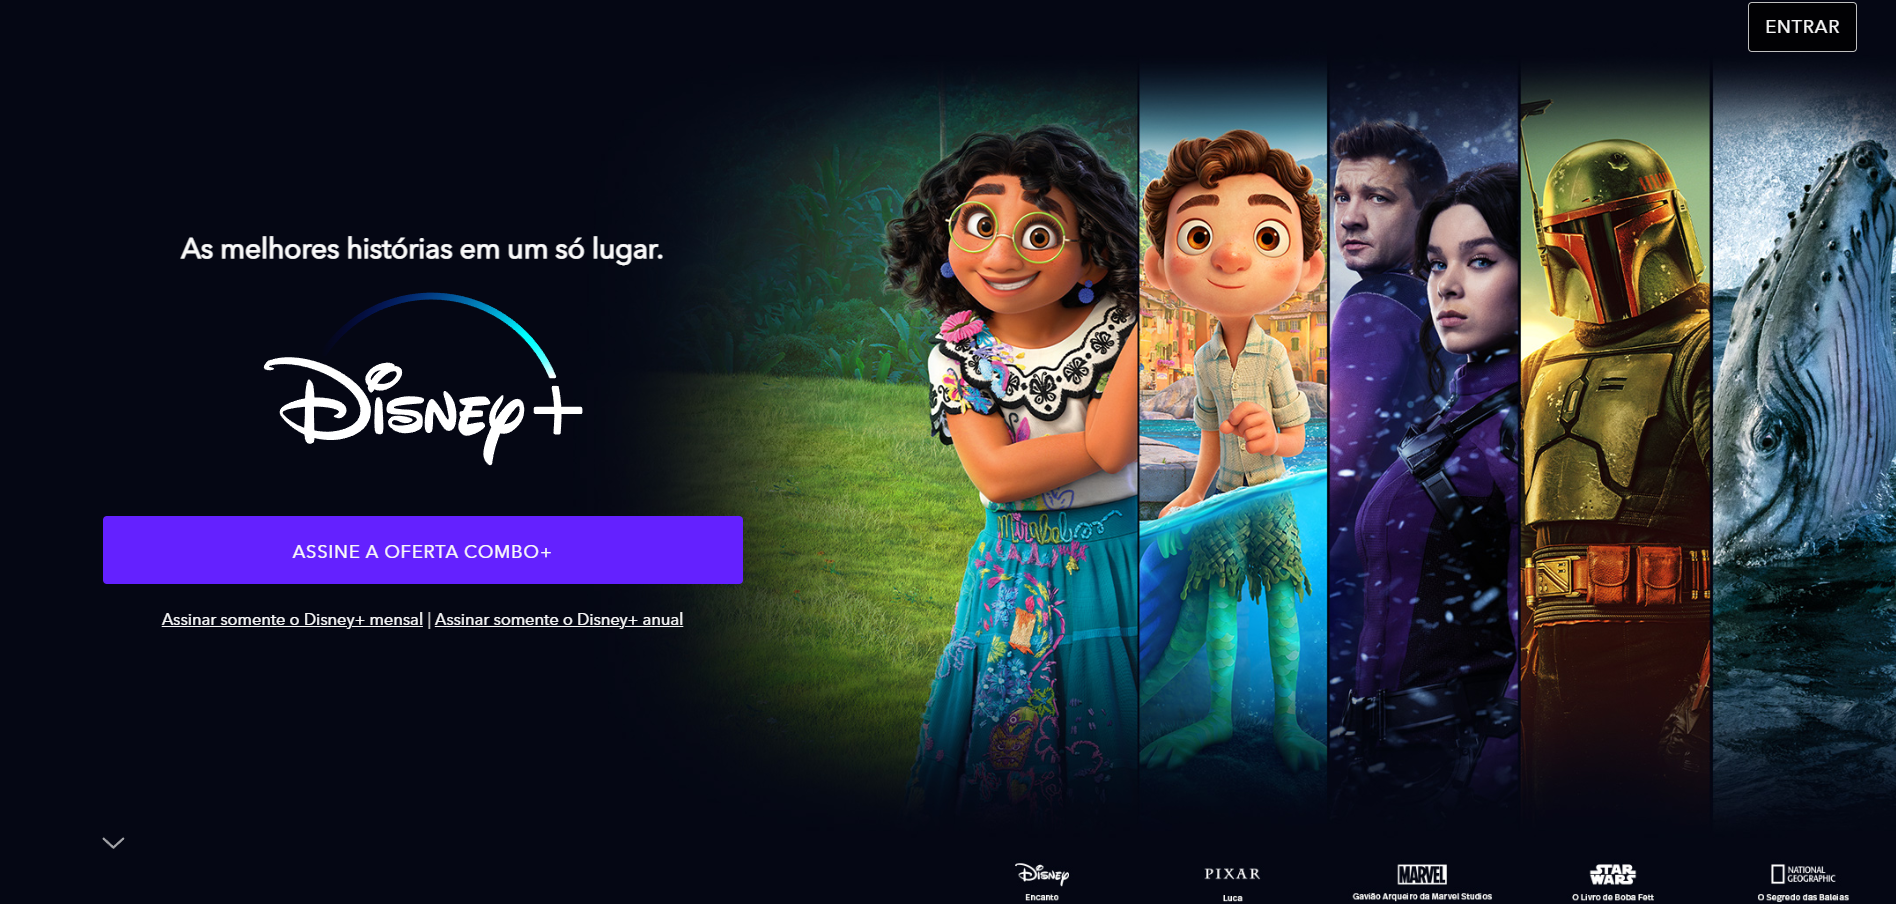 ENTRAR
As melhores histórias em um só lugar.
Disney+
ASSINE A OFERTA COMBO+
Assinar somente o Disney+ mensal | Assinar somente o Disney+ anual
mirabel
Disney
Encanto
PIXAR
Luca
MARVEL
Gavião Arqueiro da Marvel Studios
STAR
WARS
O Livro de Boba Fett
NATIONAL
GEOGRAPHIC
O Segredo das Baleias